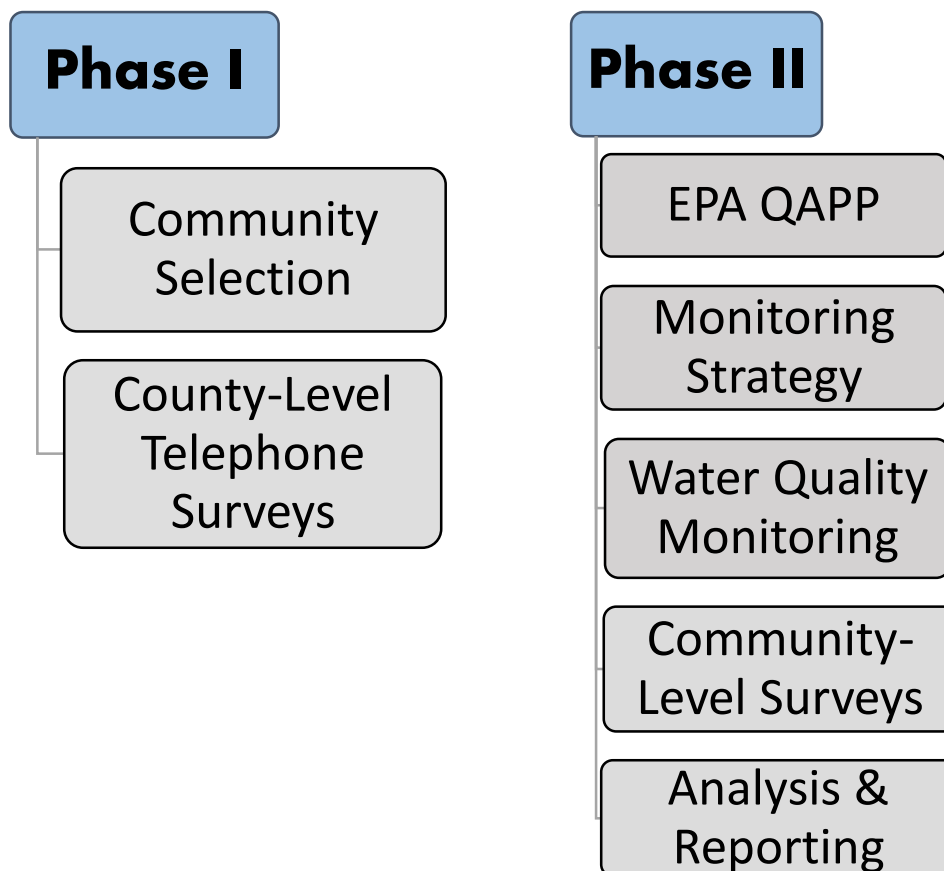 Phase I
Community
Selection
County-Level
Telephone
Surveys
Phase II
EPA QAPP
Monitoring
Strategy
Water Quality
Monitoring
Community-
Level Surveys
Analysis &
Reporting